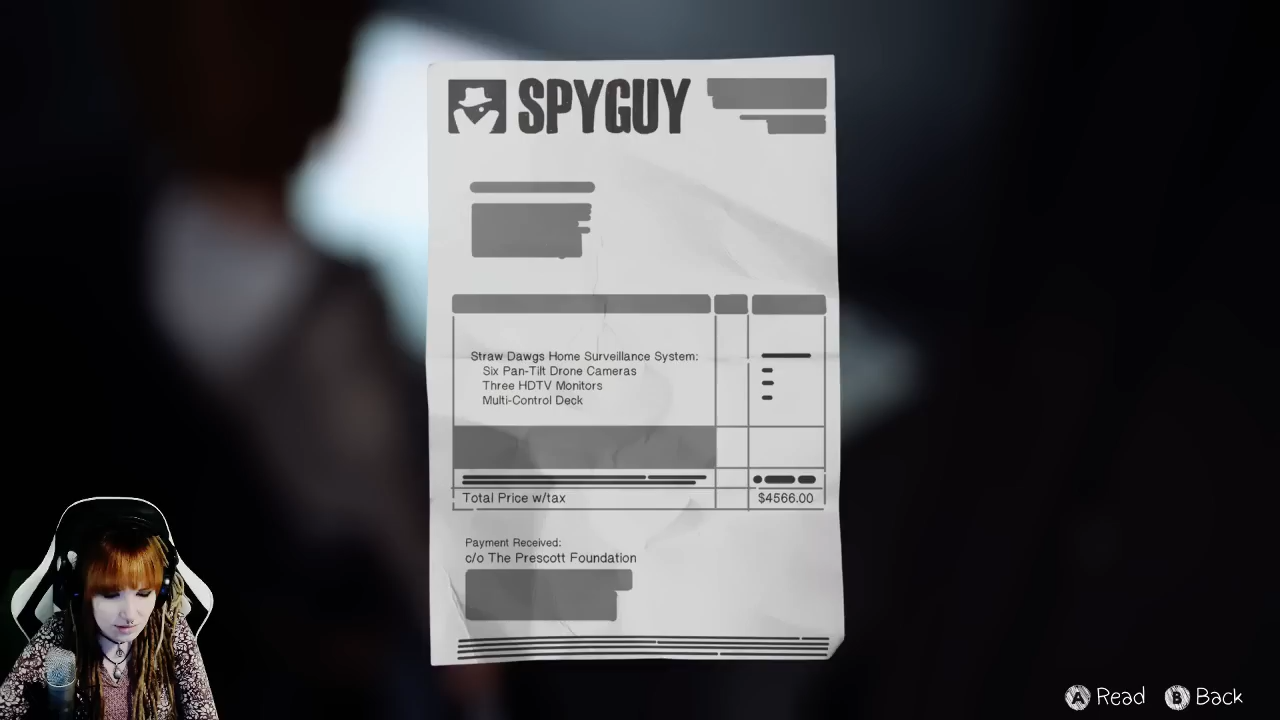 SPYGUY
Straw Dawgs Home Surveillance System:
Six Pan-Tilt Drone Cameras
Three HDTV Monitors
Multi-Control Deck
Total Price w/tax $4566.00
Payment Received:
c/o The Prescott Foundation
A Read B Back